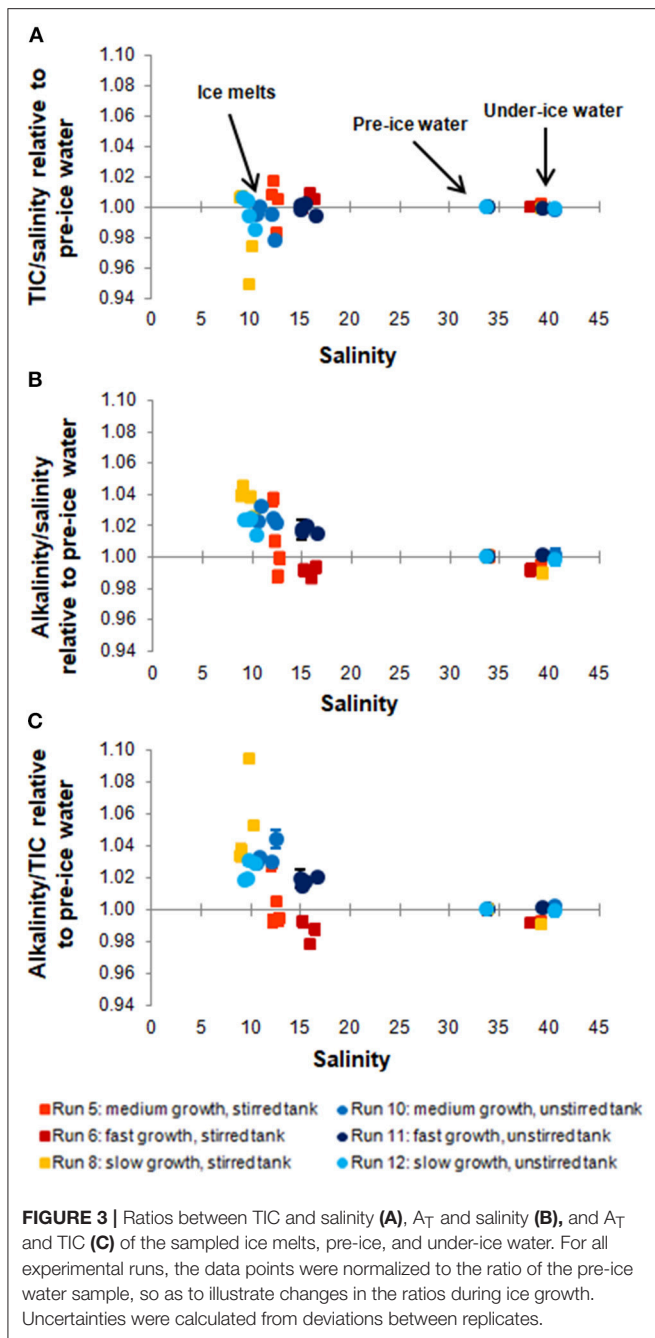 A
TIC/salinity relative to
pre-ice water
1.10
1.08
1.06
1.04
1.02
1.00
0.98
0.96
0.94
Ice melts
Pre-ice water
Under-ice water
0 5 10 15 20 25 30 35 40 45
Salinity
B
Alkalinity/salinity
relative to pre-ice water
1.10
1.08
1.06
1.04
1.02
1.00
0.98
0.96
0.94
0 5 10 15 20 25 30 35 40 45
Salinity
C
Alkalinity/TIC relative
to pre-ice water
1.10
1.08
1.06
1.04
1.02
1.00
0.98
0.96
0.94
0 5 10 15 20 25 30 35 40 45
Salinity
Run 5: medium growth, stirred tank
Run 10: medium growth, unstirred tank
Run 6: fast growth, stirred tank
Run 11: fast growth, unstirred tank
Run 8: slow growth, stirred tank
Run 12: slow growth, unstirred tank
FIGURE 3 | Ratios between TIC and salinity (A), AT and salinity (B), and AT
and TIC (C) of the sampled ice melts, pre-ice, and under-ice water. For all
experimental runs, the data points were normalized to the ratio of the pre-ice
water sample, so as to illustrate changes in the ratios during ice growth.
Uncertainties were calculated from deviations between replicates.